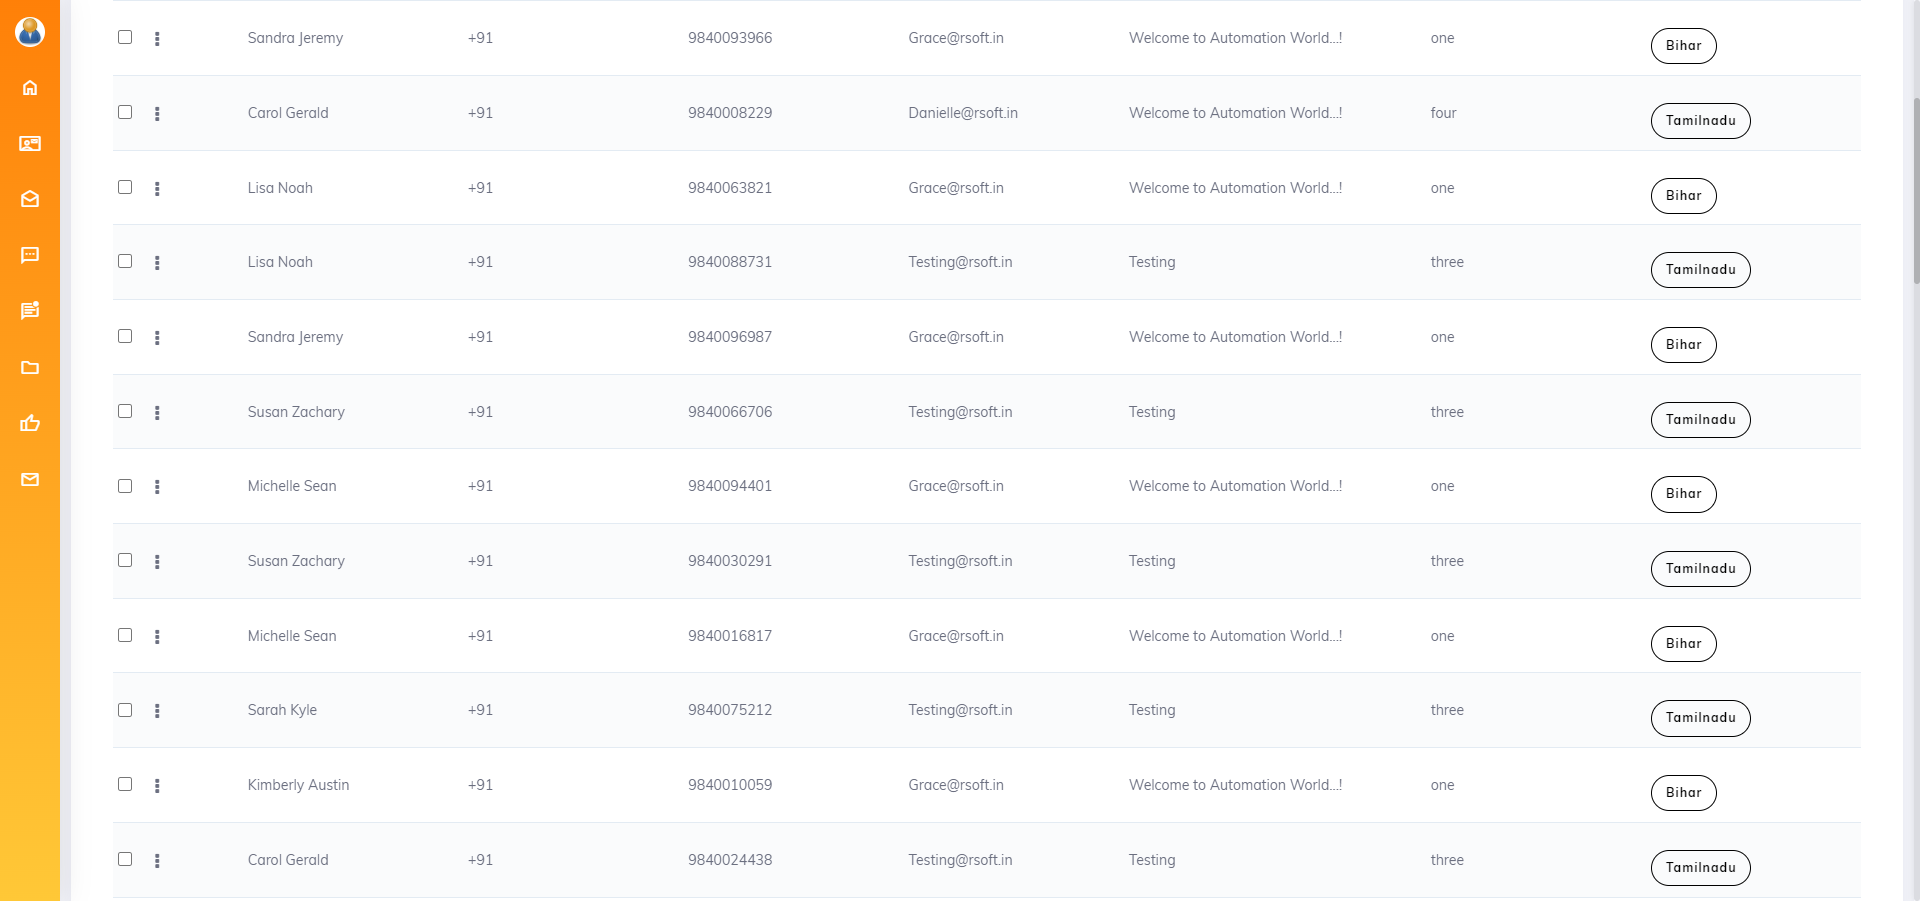 Sandra Jeremy +91 9840093966 Grace@rsoft.in Welcome to Automation World...! one Bihar
Carol Gerald +91 9840008229 Danielle@rsoft.in Welcome to Automation World...! four Tamilnadu
Lisa Noah +91 9840063821 Grace@rsoft.in Welcome to Automation World...! one Bihar
Lisa Noah +91 9840088731 Testing@rsoft.in Testing three Tamilnadu
Sandra Jeremy +91 9840096987 Grace@rsoft.in Welcome to Automation World...! one Bihar
Susan Zachary +91 9840066706 Testing@rsoft.in Testing three Tamilnadu
Michelle Sean +91 9840094401 Grace@rsoft.in Welcome to Automation World...! one Bihar
Susan Zachary +91 9840030291 Testing@rsoft.in Testing three Tamilnadu
Michelle Sean +91 9840016817 Grace@rsoft.in Welcome to Automation World...! one Bihar
Sarah Kyle +91 9840075212 Testing@rsoft.in Testing three Tamilnadu
Kimberly Austin +91 9840010059 Grace@rsoft.in Welcome to Automation World...! one Bihar
Carol Gerald +91 9840024438 Testing@rsoft.in Testing three Tamilnadu